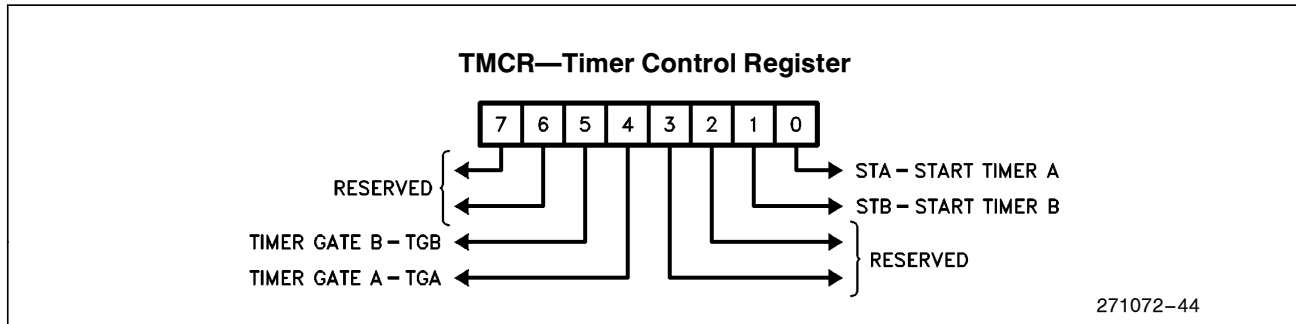 TMCR—Timer Control Register
7 6 5 4 3 2 1 0
RESERVED
TIMER GATE B – TGB
TIMER GATE A – TGA
STA – START TIMER A
STB – START TIMER B
RESERVED
271072–44